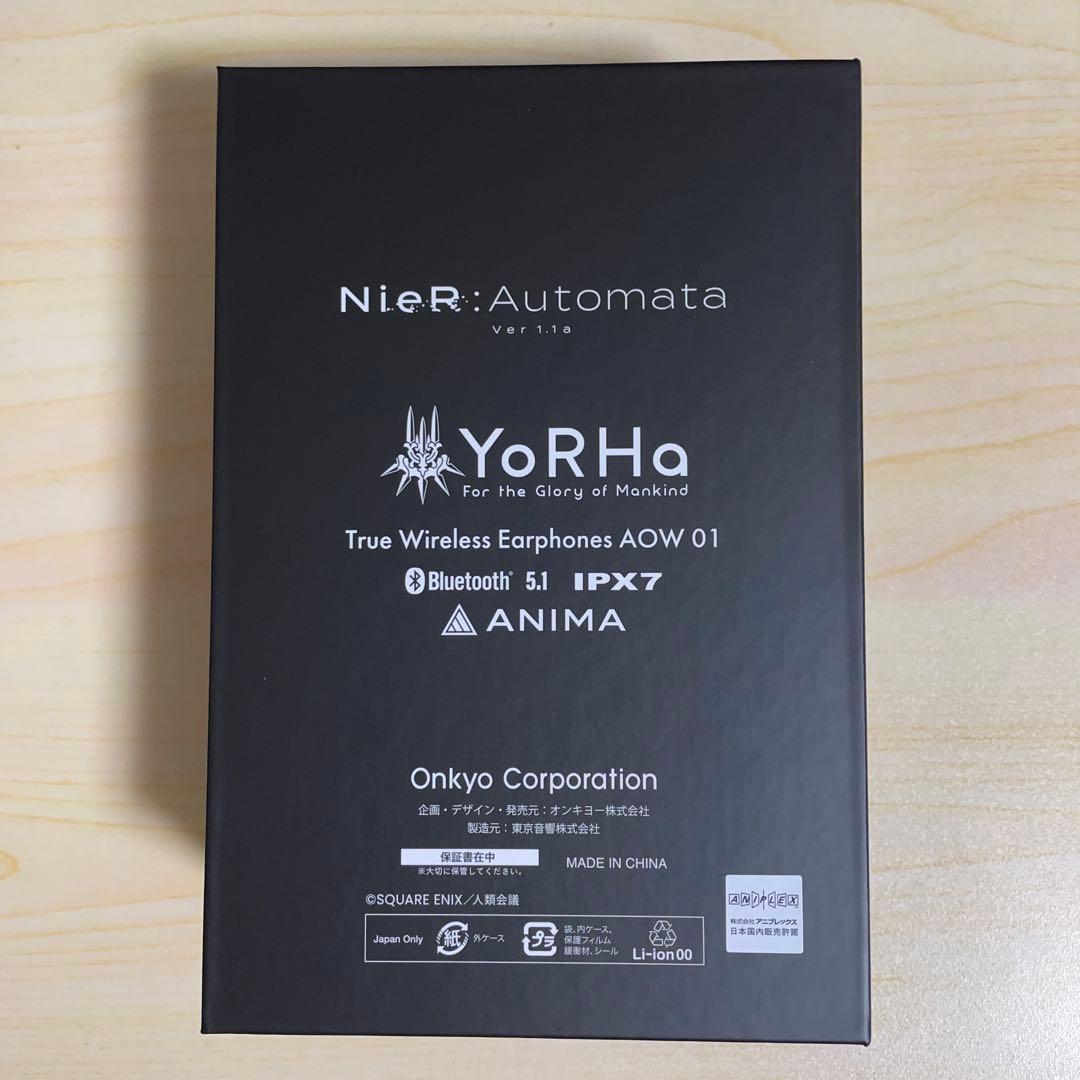 NieR:Automata
Ver 1.1a
YoRHa
For the Glory of Mankind
True Wireless Earphones AOW 01
Bluetooth® 5.1 IPX7
ANIMA
Onkyo Corporation
企画・デザイン・発売元：オンキヨー株式会社
製造元：東京音響株式会社
保証書在中
※大切に保管してください。
MADE IN CHINA
©SQUARE ENIX／人類会議
ANIPLEX
株式会社アニプレックス
日本国内販売許諾
Japan Only
紙
外ケース
プラ
袋、内ケース、
保護フィルム
緩衝材、シール
Li-ion 00